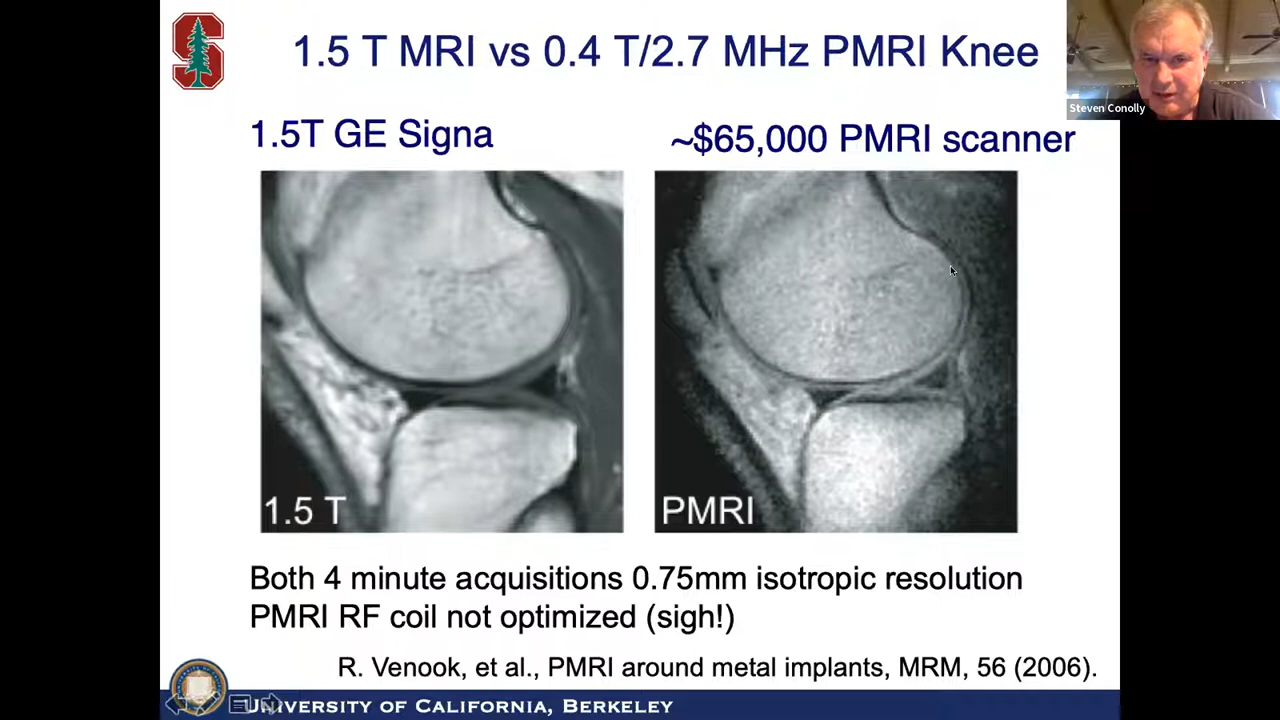 1.5 T MRI vs 0.4 T/2.7 MHz PMRI Knee
Steven Conolly
1.5T GE Signa
~$65,000 PMRI scanner
1.5 T
PMRI
Both 4 minute acquisitions 0.75mm isotropic resolution
PMRI RF coil not optimized (sigh!)
R. Venook, et al., PMRI around metal implants, MRM, 56 (2006).
UNIVERSITY OF CALIFORNIA, BERKELEY